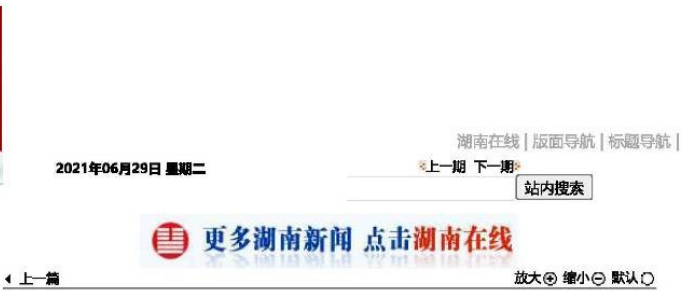 湖南在线 | 版面导航 | 标题导航 |
2021年06月29日 星期二
上一期 下一期
站内搜索
更多湖南新闻 点击湖南在线
上一篇
放大⊕ 缩小⊖ 默认○